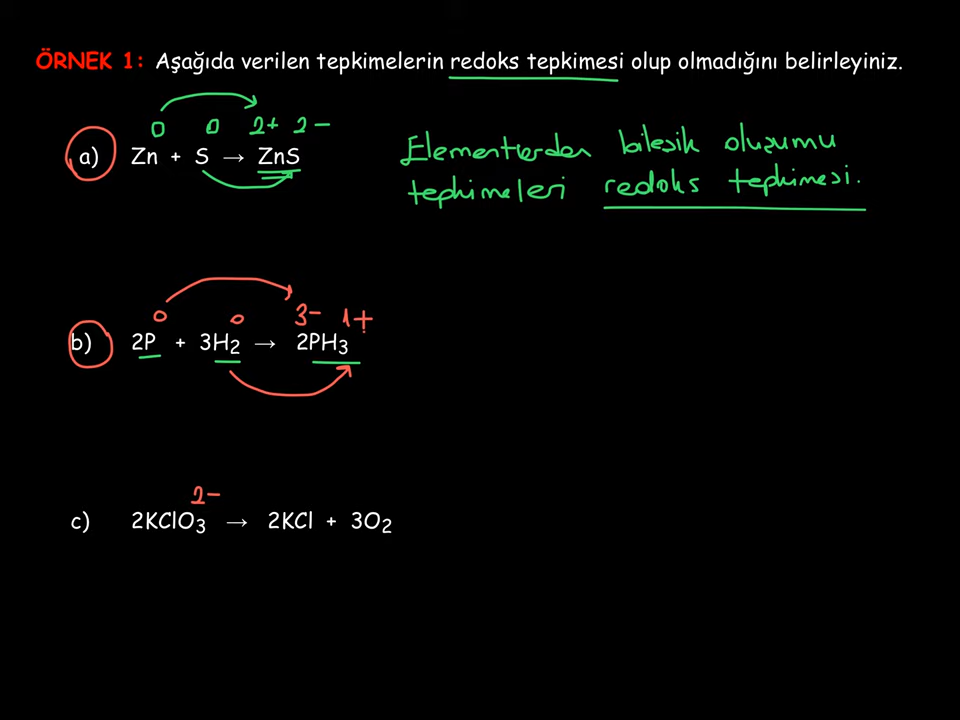 ÖRNEK 1: Aşağıda verilen tepkimelerin redoks tepkimesi olup olmadığını belirleyiniz.
0 0 2+ 2-
a) Zn + S → ZnS
Elementlerden bileşik oluşumu
tepkimeleri redoks tepkimesi.
0 0 3- 1+
b) 2P + 3H2 → 2PH3
2-
c) 2KClO3 → 2KCl + 3O2